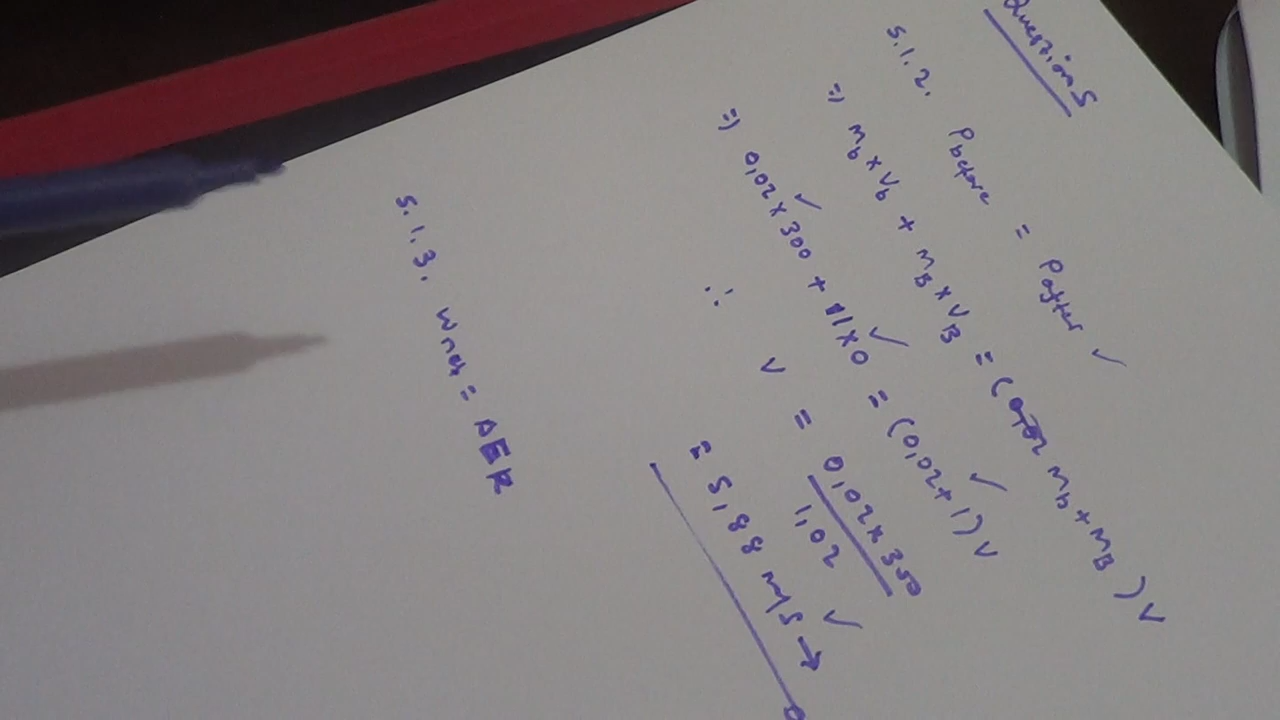 Question 5
5.1.2. Pbefore = Pafter ✓
=) mb x vb + mB x vB = (mb + mB) v
=) 0,02 x 300 + 1 x 0 = (0,02 + 1) v
∴ v = 0,02 x 300
1,02
= 5,88 m/s →
5.1.3. Wnet = ΔEK